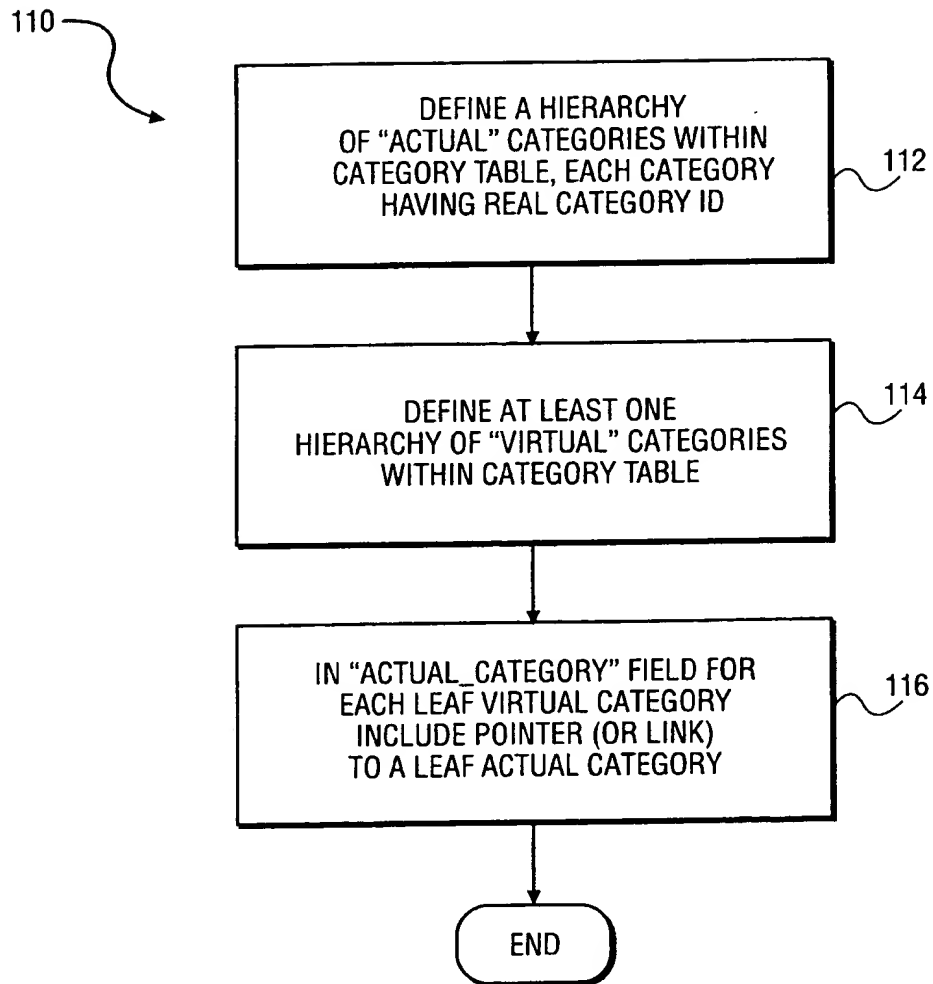 110
DEFINE A HIERARCHY
OF “ACTUAL” CATEGORIES WITHIN
CATEGORY TABLE, EACH CATEGORY
HAVING REAL CATEGORY ID
112
DEFINE AT LEAST ONE
HIERARCHY OF “VIRTUAL” CATEGORIES
WITHIN CATEGORY TABLE
114
IN “ACTUAL_CATEGORY” FIELD FOR
EACH LEAF VIRTUAL CATEGORY
INCLUDE POINTER (OR LINK)
TO A LEAF ACTUAL CATEGORY
116
END